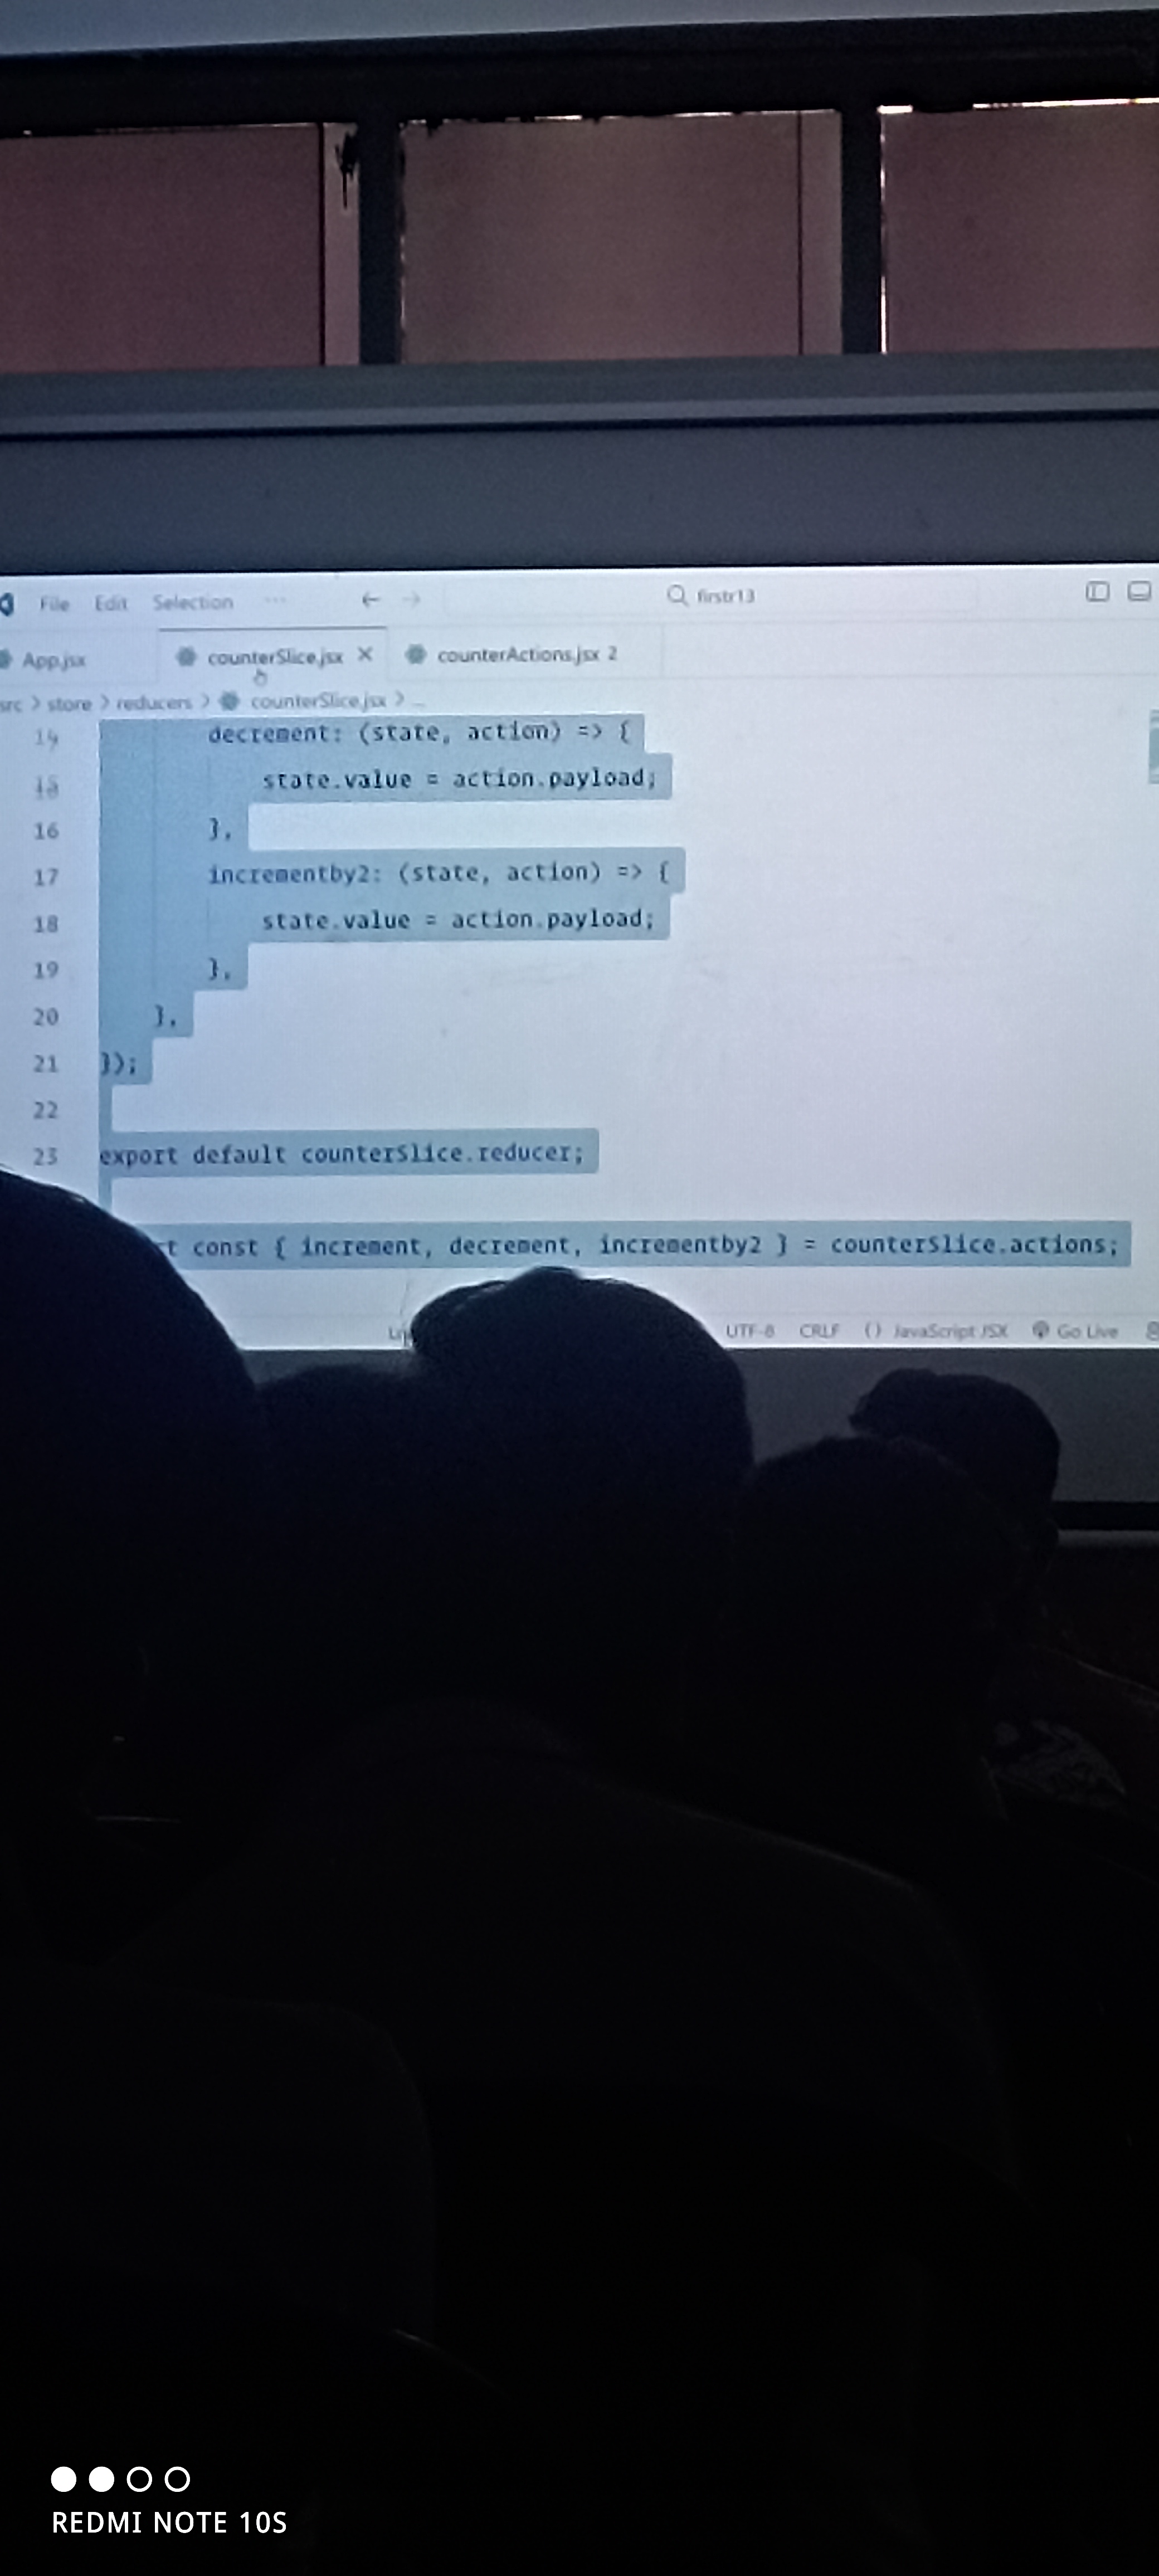 File Edit Selection ... firstr13
App.jsx counterSlice.jsx counterActions.jsx 2
src > store > reducers > counterSlice.jsx > ...
14 decrement: (state, action) => {
15 state.value = action.payload;
16 },
17 incrementby2: (state, action) => {
18 state.value = action.payload;
19 },
20 },
21 });
22
23 export default counterSlice.reducer;
t const { increment, decrement, incrementby2 } = counterSlice.actions;
UTF-8 CRLF {} JavaScript JSX Go Live
REDMI NOTE 10S